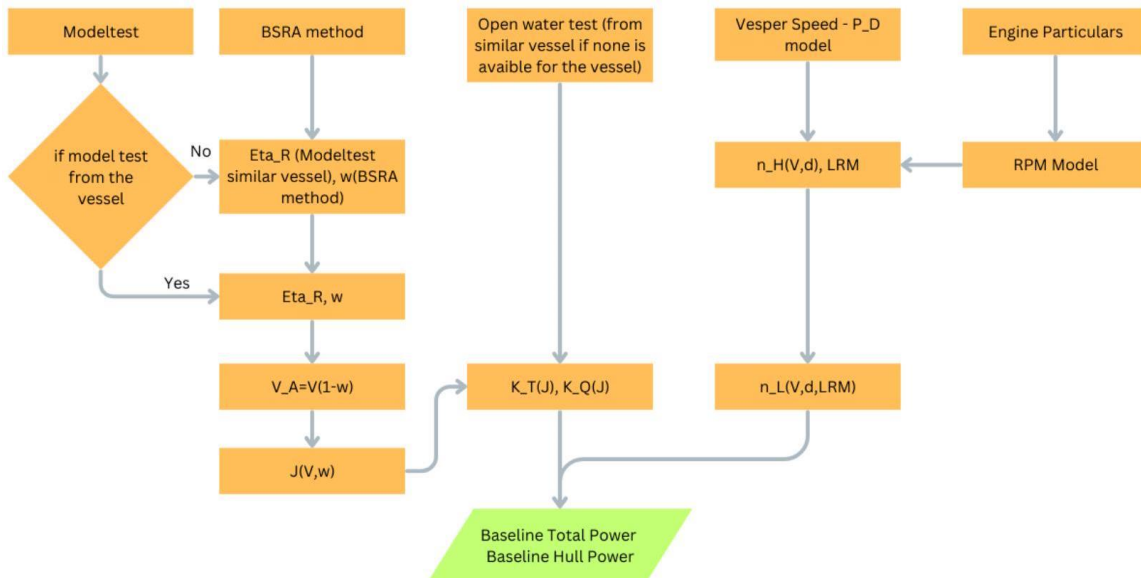 Modeltest
BSRA method
Open water test (from
similar vessel if none is
avaible for the vessel)
Vesper Speed - P_D
model
Engine Particulars
if model test
from the
vessel
No
Eta_R (Modeltest
similar vessel), w(BSRA
method)
n_H(V,d), LRM
RPM Model
Yes
Eta_R, w
V_A=V(1-w)
K_T(J), K_Q(J)
n_L(V,d,LRM)
J(V,w)
Baseline Total Power
Baseline Hull Power